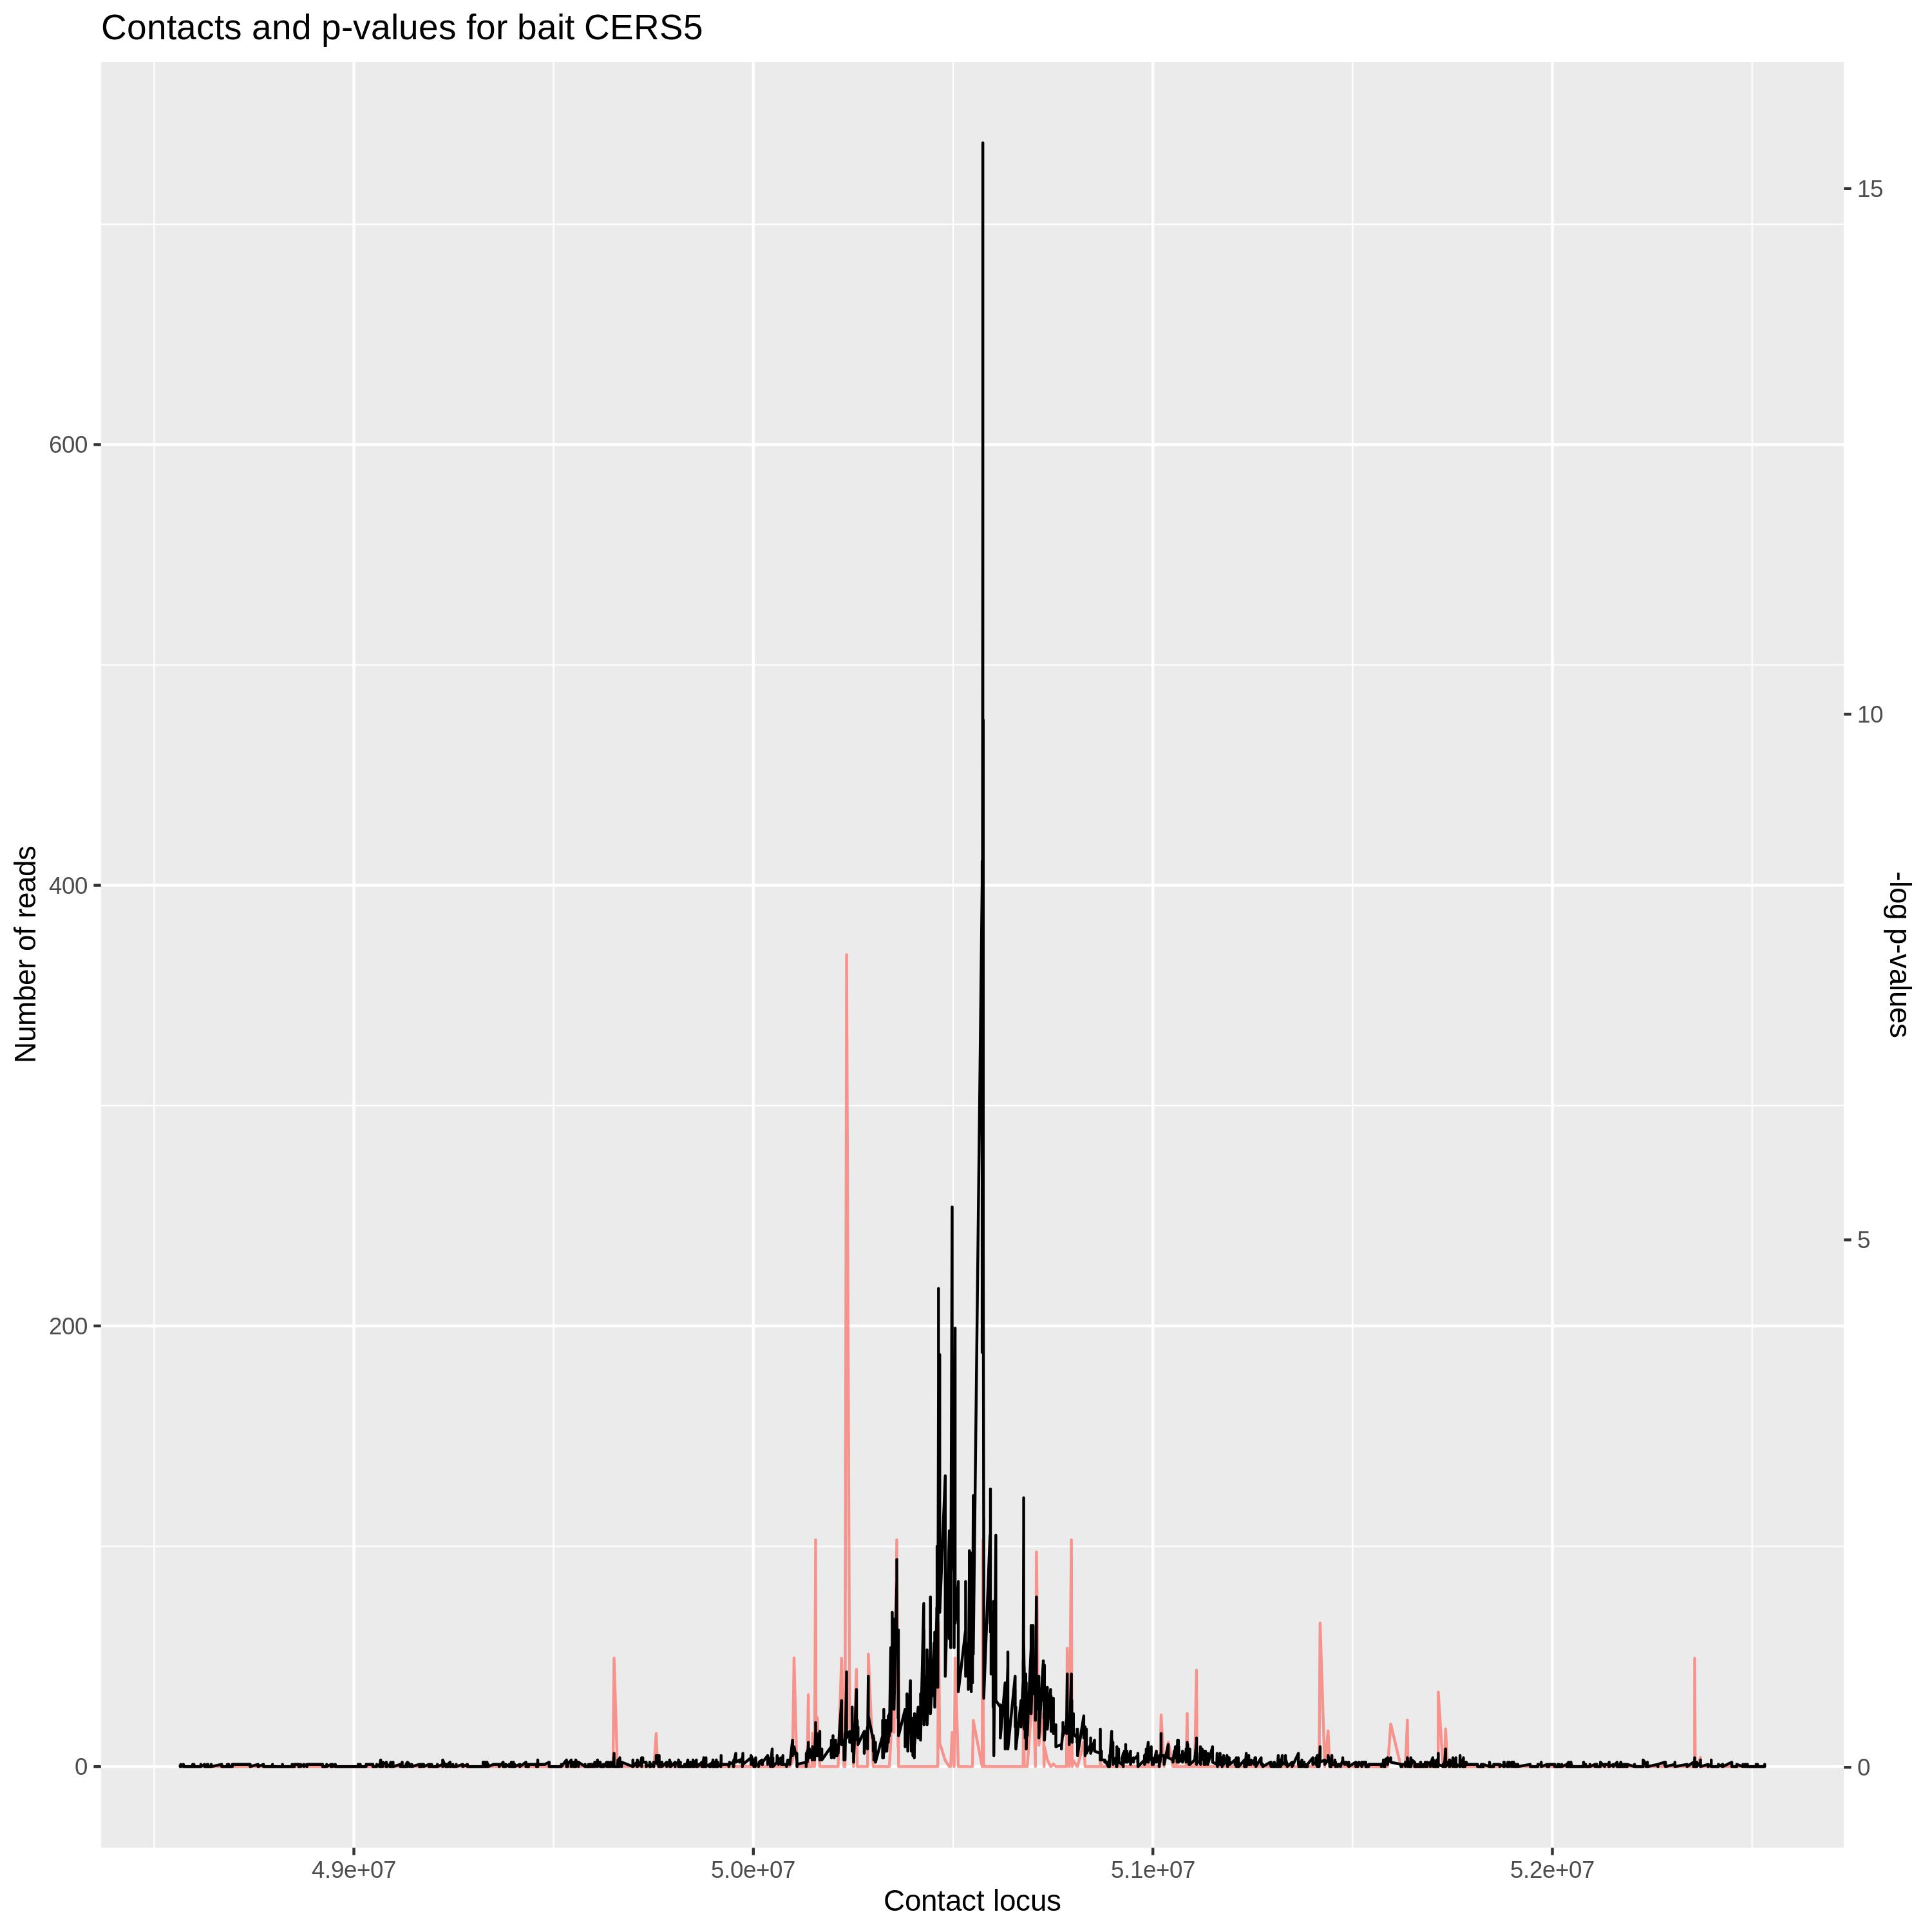 Contacts and p-values for bait CERS5
Number of reads
600
400
200
0
15
10
5
0
-log p-values
4.9e+07 5.0e+07 5.1e+07 5.2e+07
Contact locus